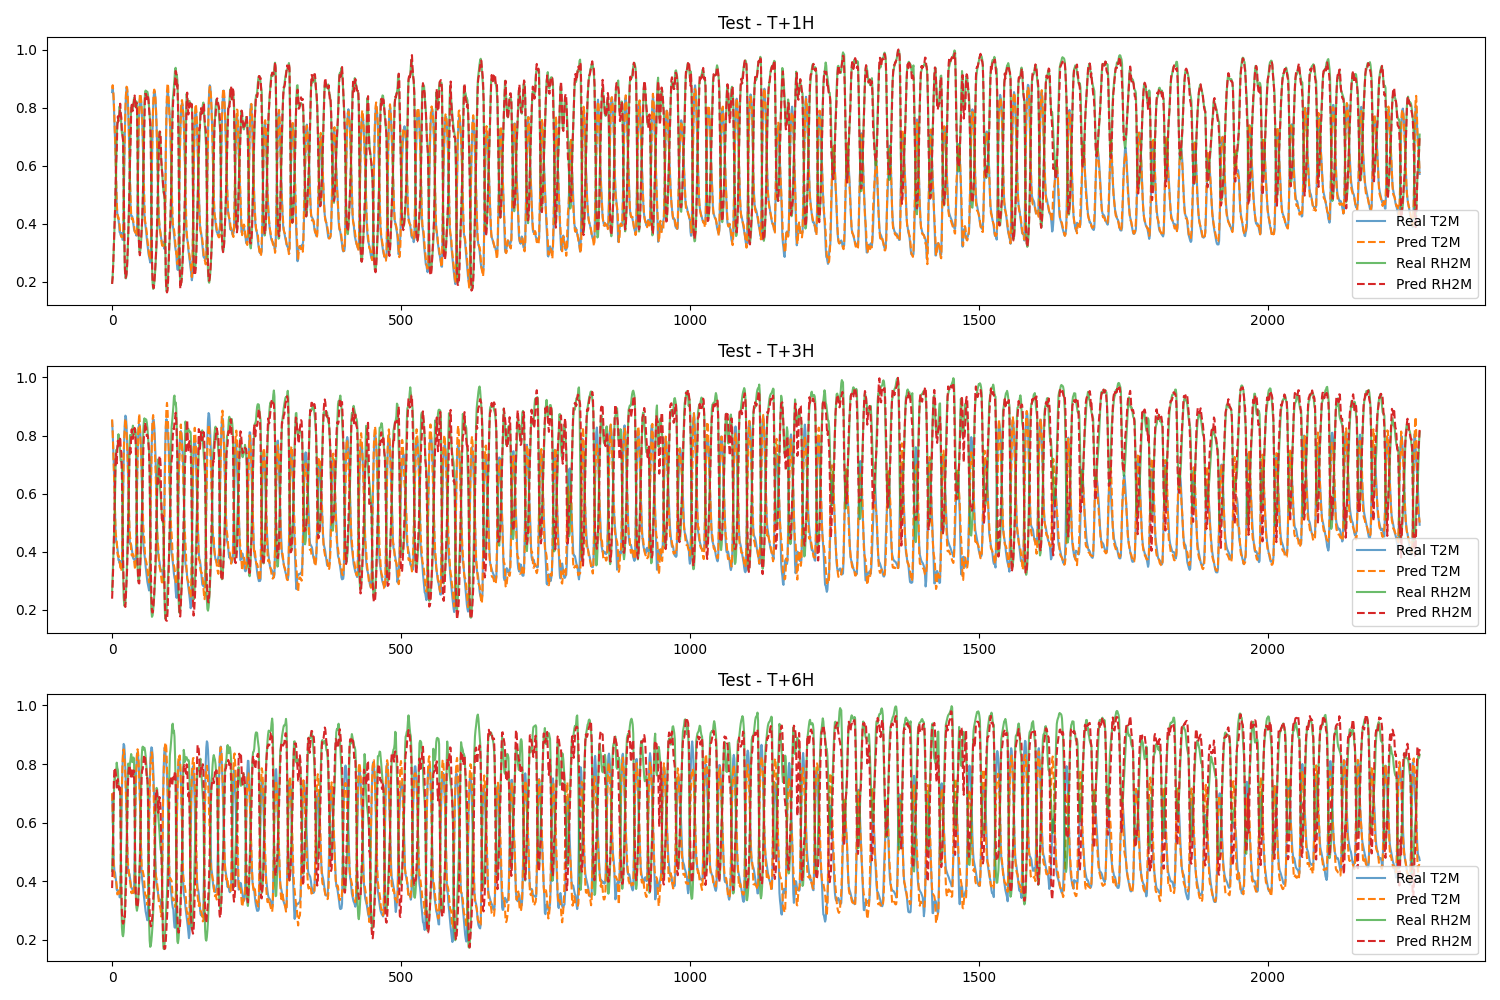 Test - T+1H
1.0
0.8
0.6
0.4
0.2
Real T2M
Pred T2M
Real RH2M
Pred RH2M
0 500 1000 1500 2000
Test - T+3H
1.0
0.8
0.6
0.4
0.2
Real T2M
Pred T2M
Real RH2M
Pred RH2M
0 500 1000 1500 2000
Test - T+6H
1.0
0.8
0.6
0.4
0.2
Real T2M
Pred T2M
Real RH2M
Pred RH2M
0 500 1000 1500 2000